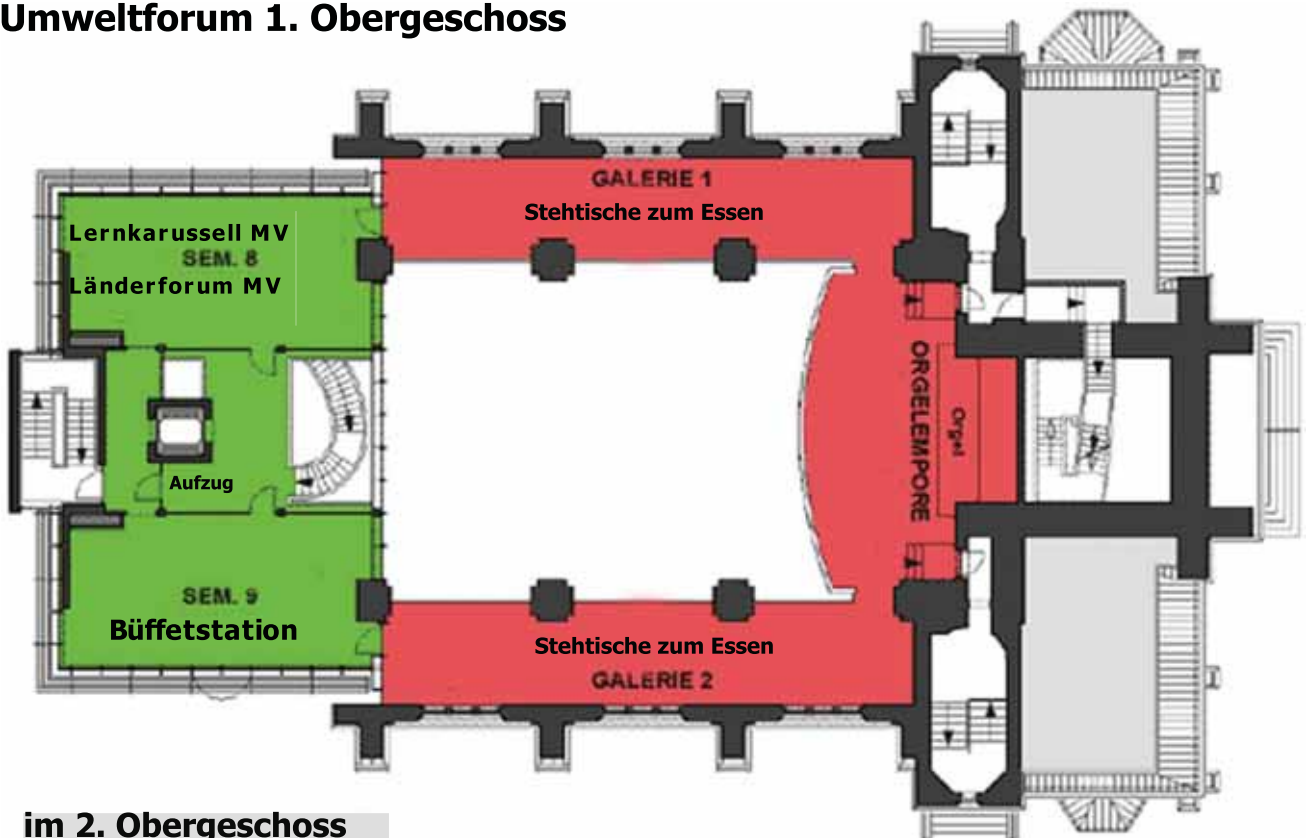 Umweltforum 1. Obergeschoss
GALERIE 1
Stehtische zum Essen
Lernkarussell MV
SEM. 8
Länderforum MV
ORGELEMPORE
Orgel
Aufzug
SEM. 9
Büffetstation
Stehtische zum Essen
GALERIE 2
im 2. Obergeschoss